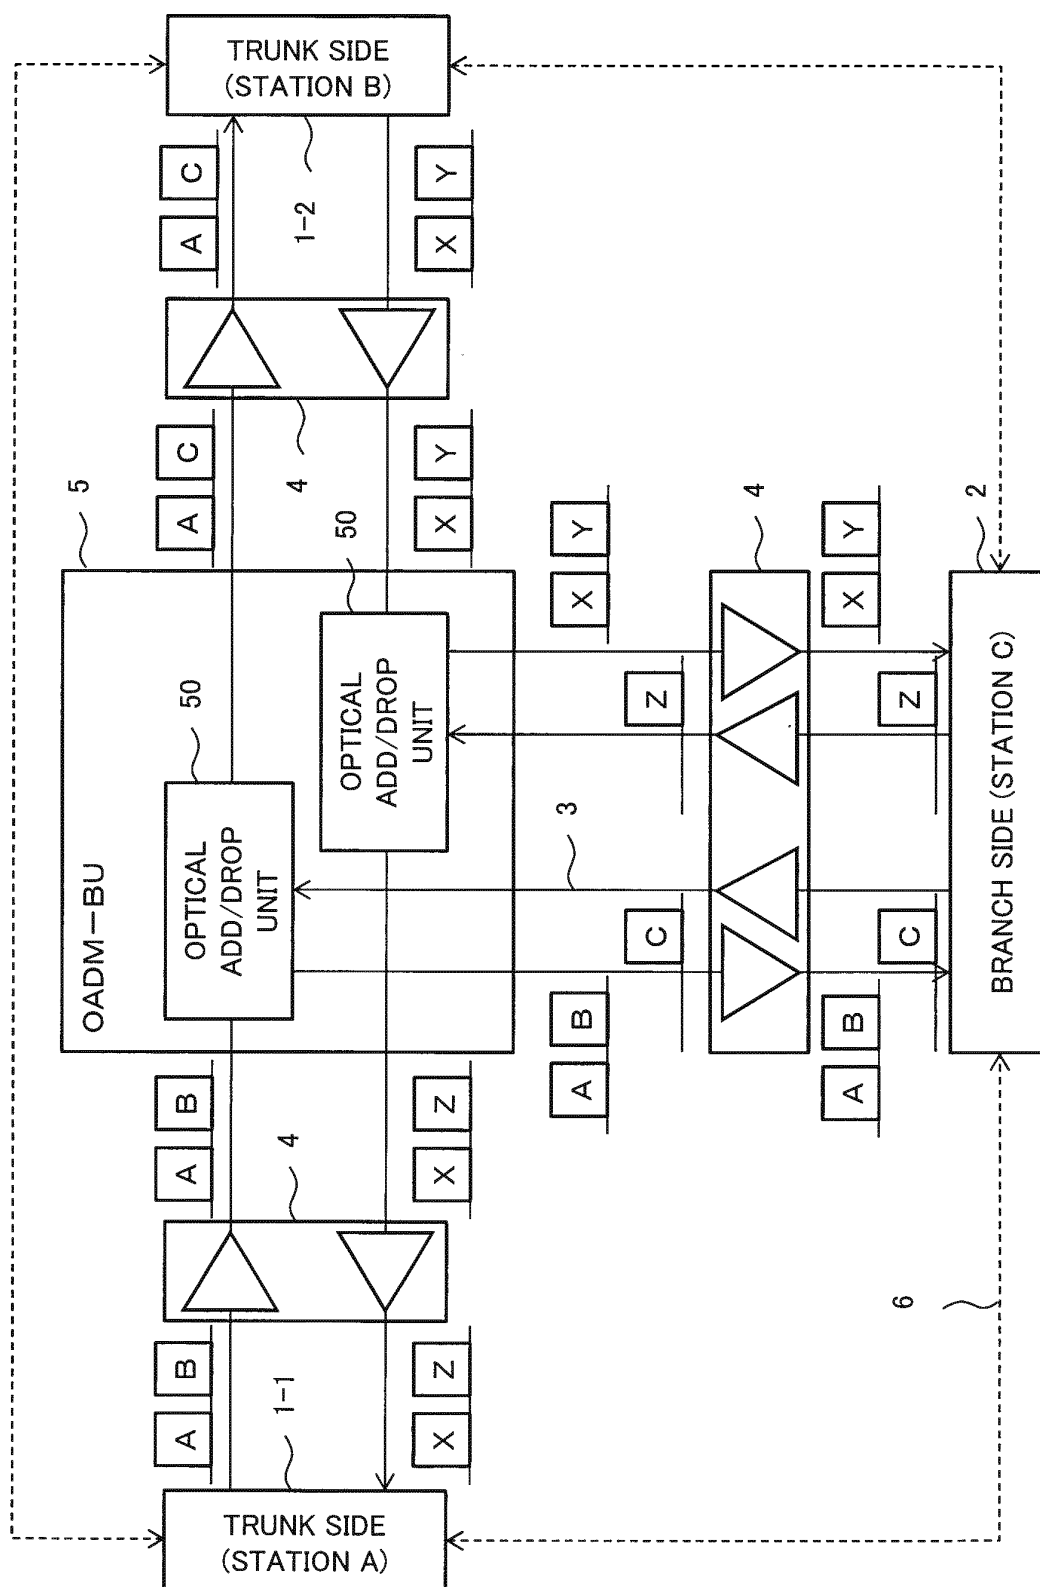 TRUNK SIDE
(STATION B)
C
A
1-2
Y
X
C
A
4
Y
X
5
50
50
OPTICAL
ADD/DROP
UNIT
OPTICAL
ADD/DROP
UNIT
OADM-BU
Y
X
4
Y
X
2
Z
Z
3
C
C
B
A
B
A
BRANCH SIDE (STATION C)
B
A
4
Z
X
B
A
1-1
Z
X
6
TRUNK SIDE
(STATION A)